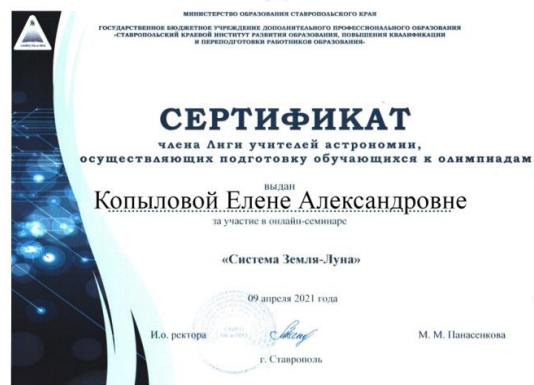 МИНИСТЕРСТВО ОБРАЗОВАНИЯ СТАВРОПОЛЬСКОГО КРАЯ
ГОСУДАРСТВЕННОЕ БЮДЖЕТНОЕ УЧРЕЖДЕНИЕ ДОПОЛНИТЕЛЬНОГО ПРОФЕССИОНАЛЬНОГО ОБРАЗОВАНИЯ
«СТАВРОПОЛЬСКИЙ КРАЕВОЙ ИНСТИТУТ РАЗВИТИЯ ОБРАЗОВАНИЯ, ПОВЫШЕНИЯ КВАЛИФИКАЦИИ
И ПЕРЕПОДГОТОВКИ РАБОТНИКОВ ОБРАЗОВАНИЯ»
СЕРТИФИКАТ
члена Лиги учителей астрономии,
осуществляющих подготовку обучающихся к олимпиадам
выдан
Копыловой Елене Александровне
за участие в онлайн-семинаре
«Система Земля-Луна»
09 апреля 2021 года
И.о. ректора
М. М. Панасенкова
г. Ставрополь